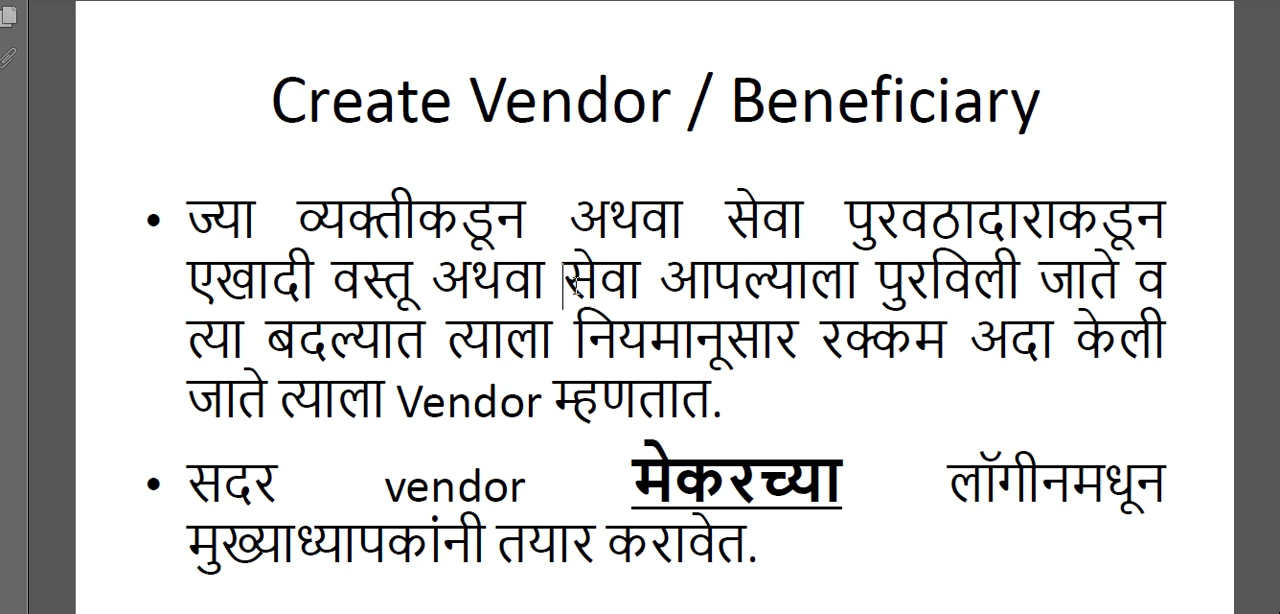 Create Vendor / Beneficiary
• ज्या व्यक्तीकडून अथवा सेवा पुरवठादाराकडून
एखादी वस्तू अथवा सेवा आपल्याला पुरविली जाते व
त्या बदल्यात त्याला नियमानूसार रक्कम अदा केली
जाते त्याला Vendor म्हणतात.
• सदर vendor मेकरच्या लॉगीनमधून
मुख्याध्यापकांनी तयार करावेत.